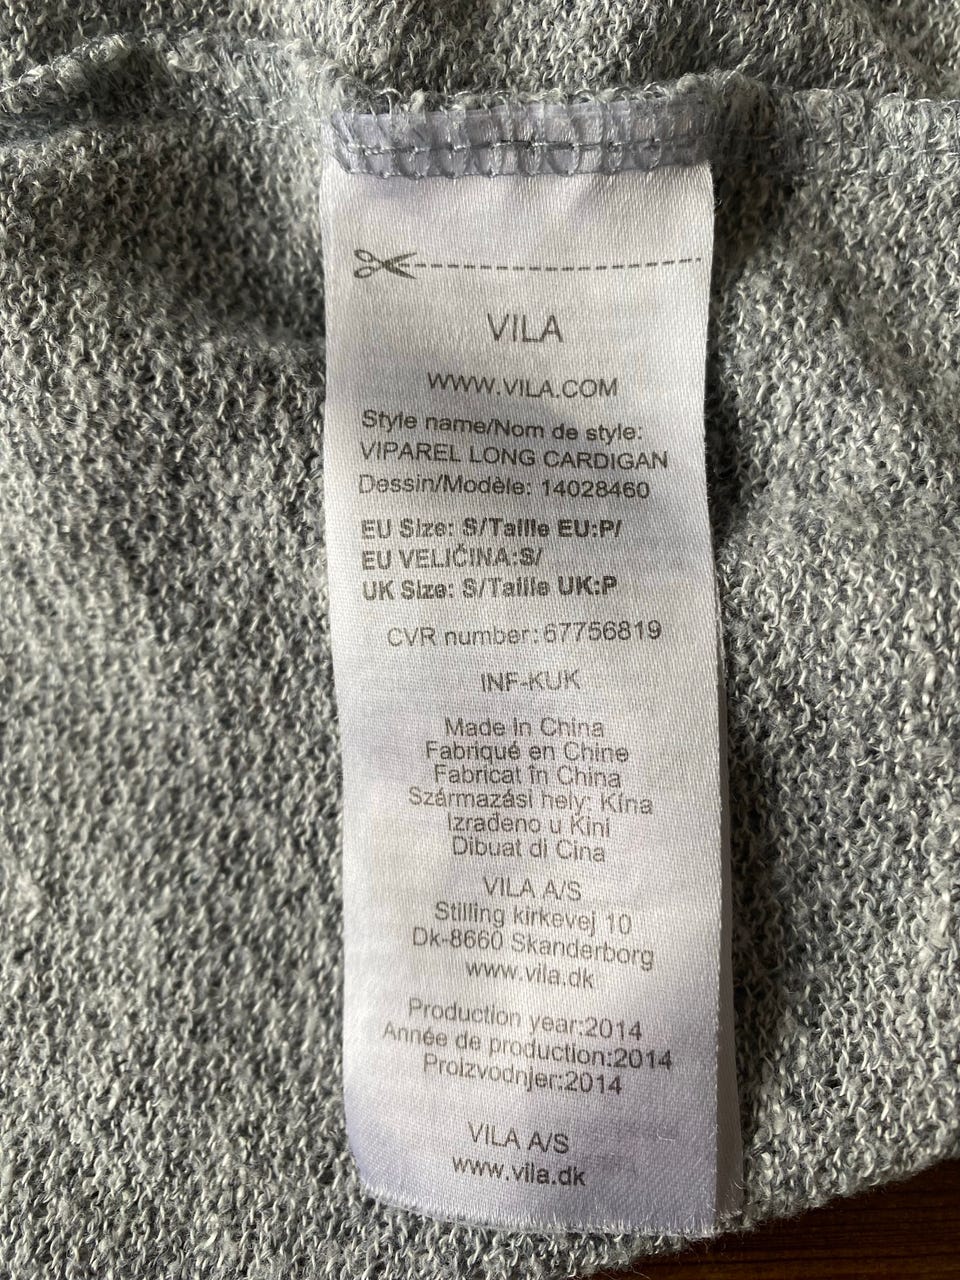 VILA
WWW.VILA.COM
Style name/Nom de style:
VIPAREL LONG CARDIGAN
Dessin/Modèle: 14028460
EU Size: S/Taille EU:P/
EU VELIČINA:S/
UK Size: S/Taille UK:P
CVR number:67756819
INF-KUK
Made in China
Fabriqué en Chine
Fabricat în China
Származási hely: Kína
Izrađeno u Kini
Dibuat di Cina
VILA A/S
Stilling kirkevej 10
Dk-8660 Skanderborg
www.vila.dk
Production year:2014
Année de production:2014
Proizvodnjer:2014
VILA A/S
www.vila.dk